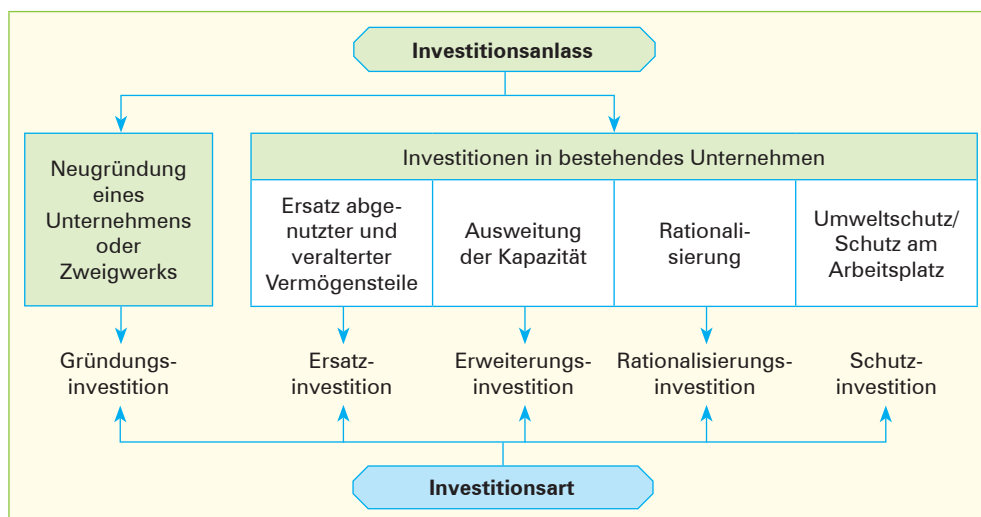 Investitionsanlass
Neugründung
eines
Unternehmens
oder
Zweigwerks
Investitionen in bestehendes Unternehmen
Ersatz abge-
nutzter und
veralterter
Vermögensteile
Ausweitung
der Kapazität
Rationali-
sierung
Umweltschutz/
Schutz am
Arbeitsplatz
Gründungs-
investition
Ersatz-
investition
Erweiterungs-
investition
Rationalisierungs-
investition
Schutz-
investition
Investitionsart